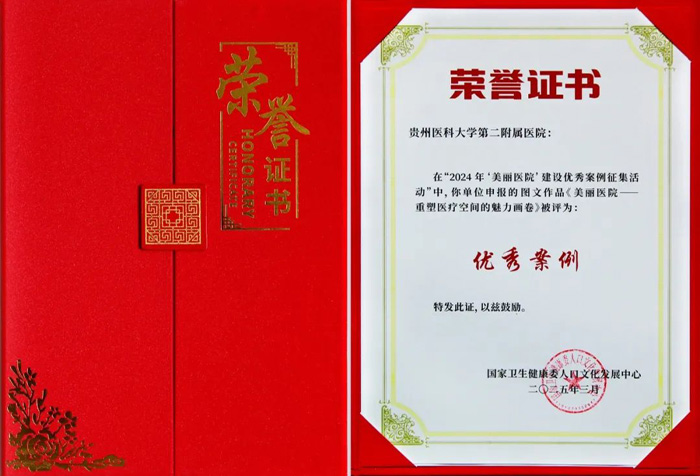 荣誉证书
HONORARY
CERTIFICATE
荣誉证书
贵州医科大学第二附属医院：
在“2024年‘美丽医院’建设优秀案例征集活
动”中，你单位申报的图文作品《美丽医院——
重塑医疗空间的魅力画卷》被评为：
优秀案例
特发此证，以兹鼓励。
国家卫生健康委人口文化发展中心
二〇二五年三月